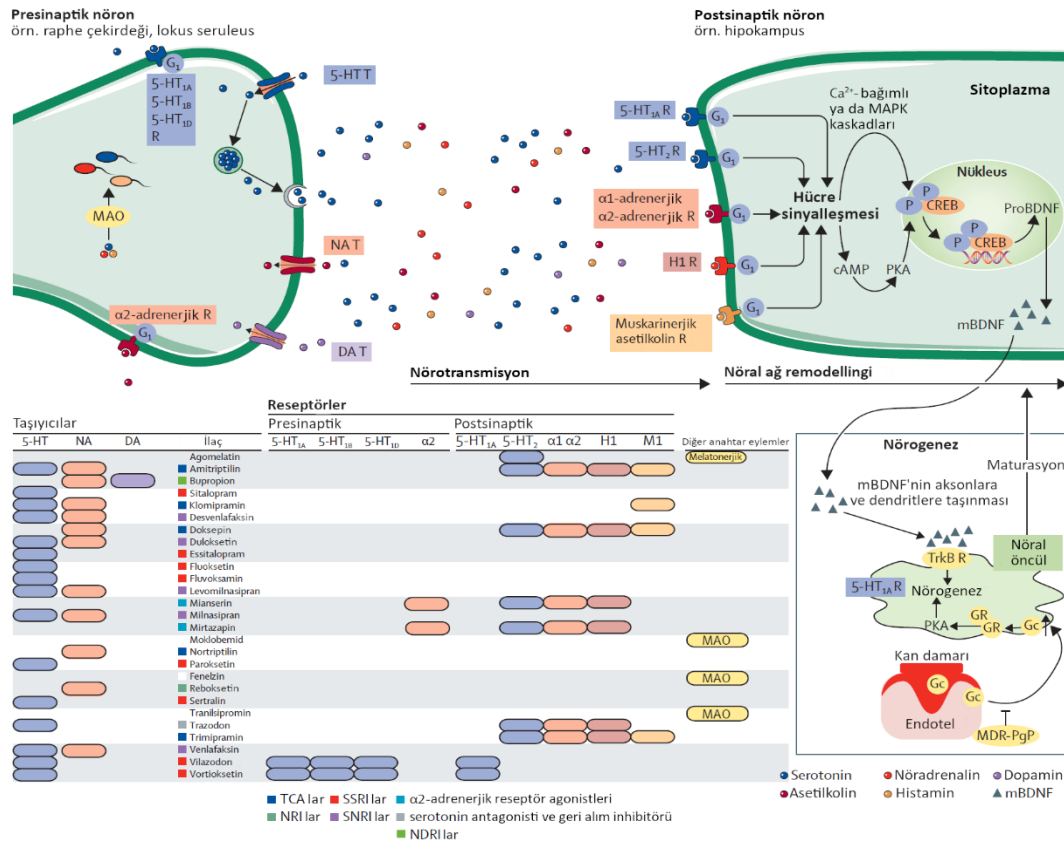 Presinaptik nöron
örn. raphe çekirdeği, lokus seruleus
G1
5-HT1A
5-HT1B
5-HT1D
R
5-HT T
MAO
NA T
α2-adrenerjik R
G1
DA T
Postsinaptik nöron
örn. hipokampus
Sitoplazma
Ca²⁺- bağımlı
ya da MAPK
kaskadları
5-HT1A R
G1
5-HT2 R
G1
α1-adrenerjik
α2-adrenerjik R
G1
H1 R
G1
Muskarinerjik
asetilkolin R
G1
Hücre
sinyalleşmesi
cAMP
PKA
Nükleus
P
P
CREB
P
P
CREB
ProBDNF
mBDNF
Nörotransmisyon
Nöral ağ remodellingi
Reseptörler
Taşıyıcılar
Presinaptik
Postsinaptik
5-HT NA DA İlaç 5-HT1A 5-HT1B 5-HT1D α2 5-HT1A 5-HT2 α1 α2 H1 M1 Diğer anahtar eylemler
Agomelatin Melatonerjik
Amitriptilin
Bupropion
Sitalopram
Klomipramin
Desvenlafaksin
Doksepin
Duloksetin
Essitalopram
Fluoksetin
Fluvoksamin
Levomilnasipran
Mianserin
Milnasipran
Mirtazapin
Moklobemid MAO
Nortriptilin
Paroksetin
Fenelzin MAO
Reboksetin
Sertralin
Tranilsipromin MAO
Trazodon
Trimipramin
Venlafaksin
Vilazodon
Vortioksetin
TCA lar SSRI lar α2-adrenerjik reseptör agonistleri
NRI lar SNRI lar serotonin antagonisti ve geri alım inhibitörü
NDRI lar
Nörogenez
Maturasyon
mBDNF'nin aksonlara
ve dendritlere taşınması
TrkB R
Nöral
öncül
5-HT1A R
Nörogenez
PKA
GR
GR
Gc
Kan damarı
Gc
Gc
Endotel
MDR-PgP
Serotonin Nöradrenalin Dopamin
Asetilkolin Histamin mBDNF